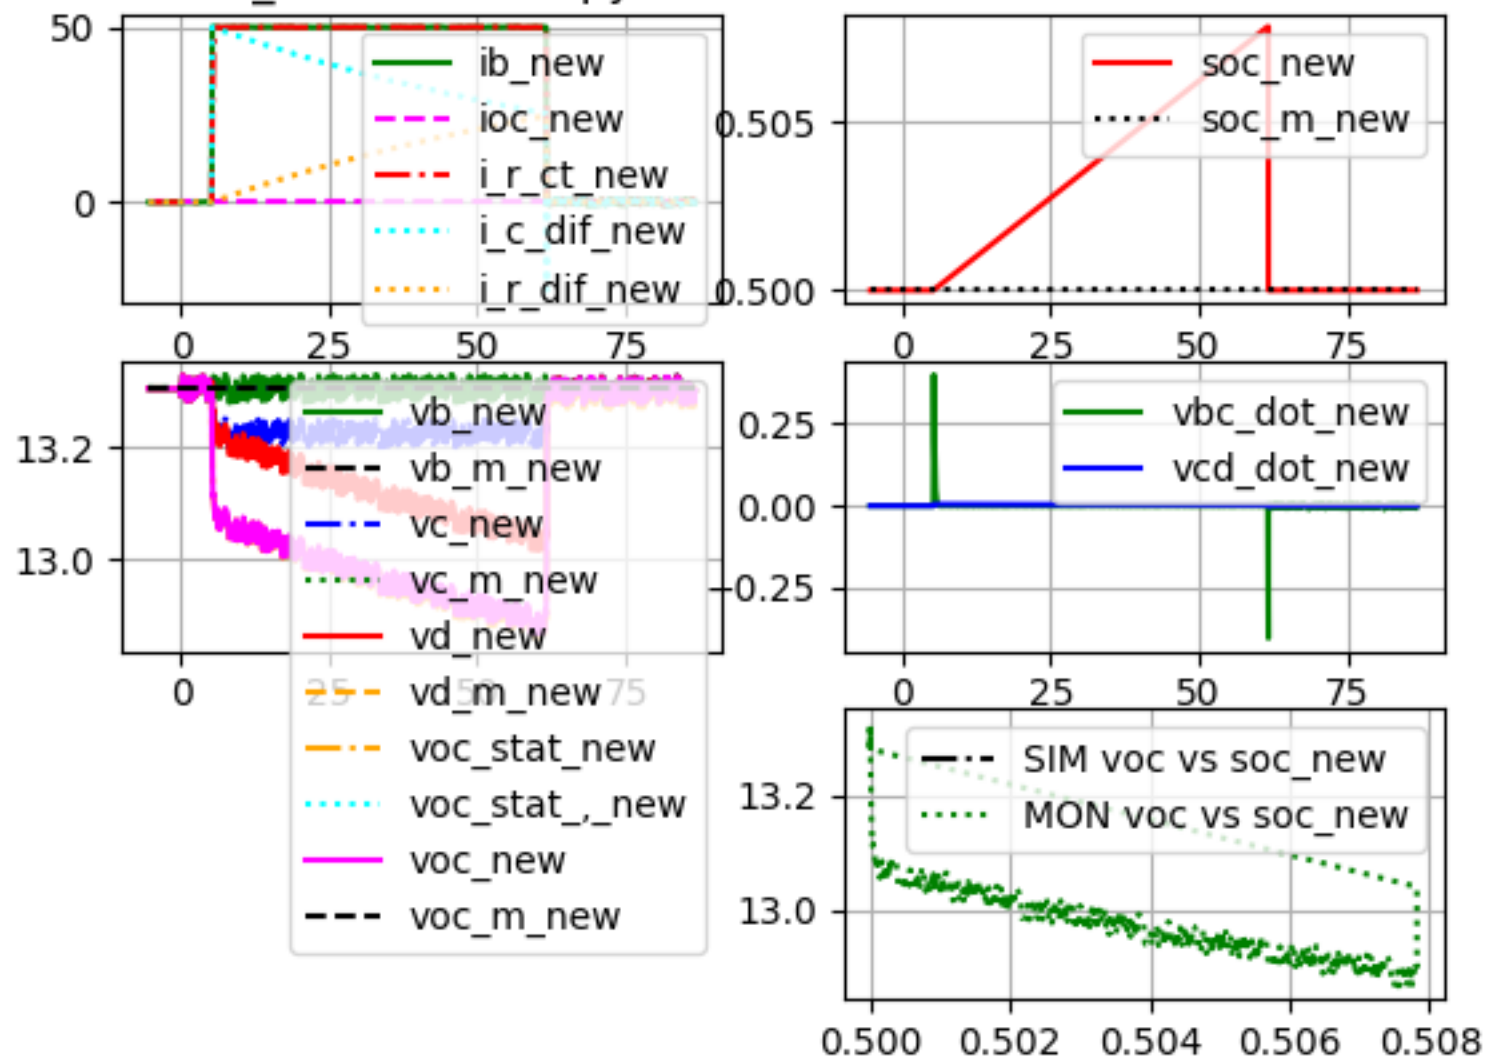 50
0
ib_new
ioc_new
i_r_ct_new
i_c_dif_new
i_r_dif_new
0 25 50 75
0.505
0.500
soc_new
soc_m_new
0 25 50 75
13.2
13.0
vb_new
vb_m_new
vc_new
vc_m_new
vd_new
vd_m_new
voc_stat_new
voc_stat_,_new
voc_new
voc_m_new
0 25 50 75
0.25
0.00
−0.25
vbc_dot_new
vcd_dot_new
0 25 50 75
13.2
13.0
SIM voc vs soc_new
MON voc vs soc_new
0.500 0.502 0.504 0.506 0.508